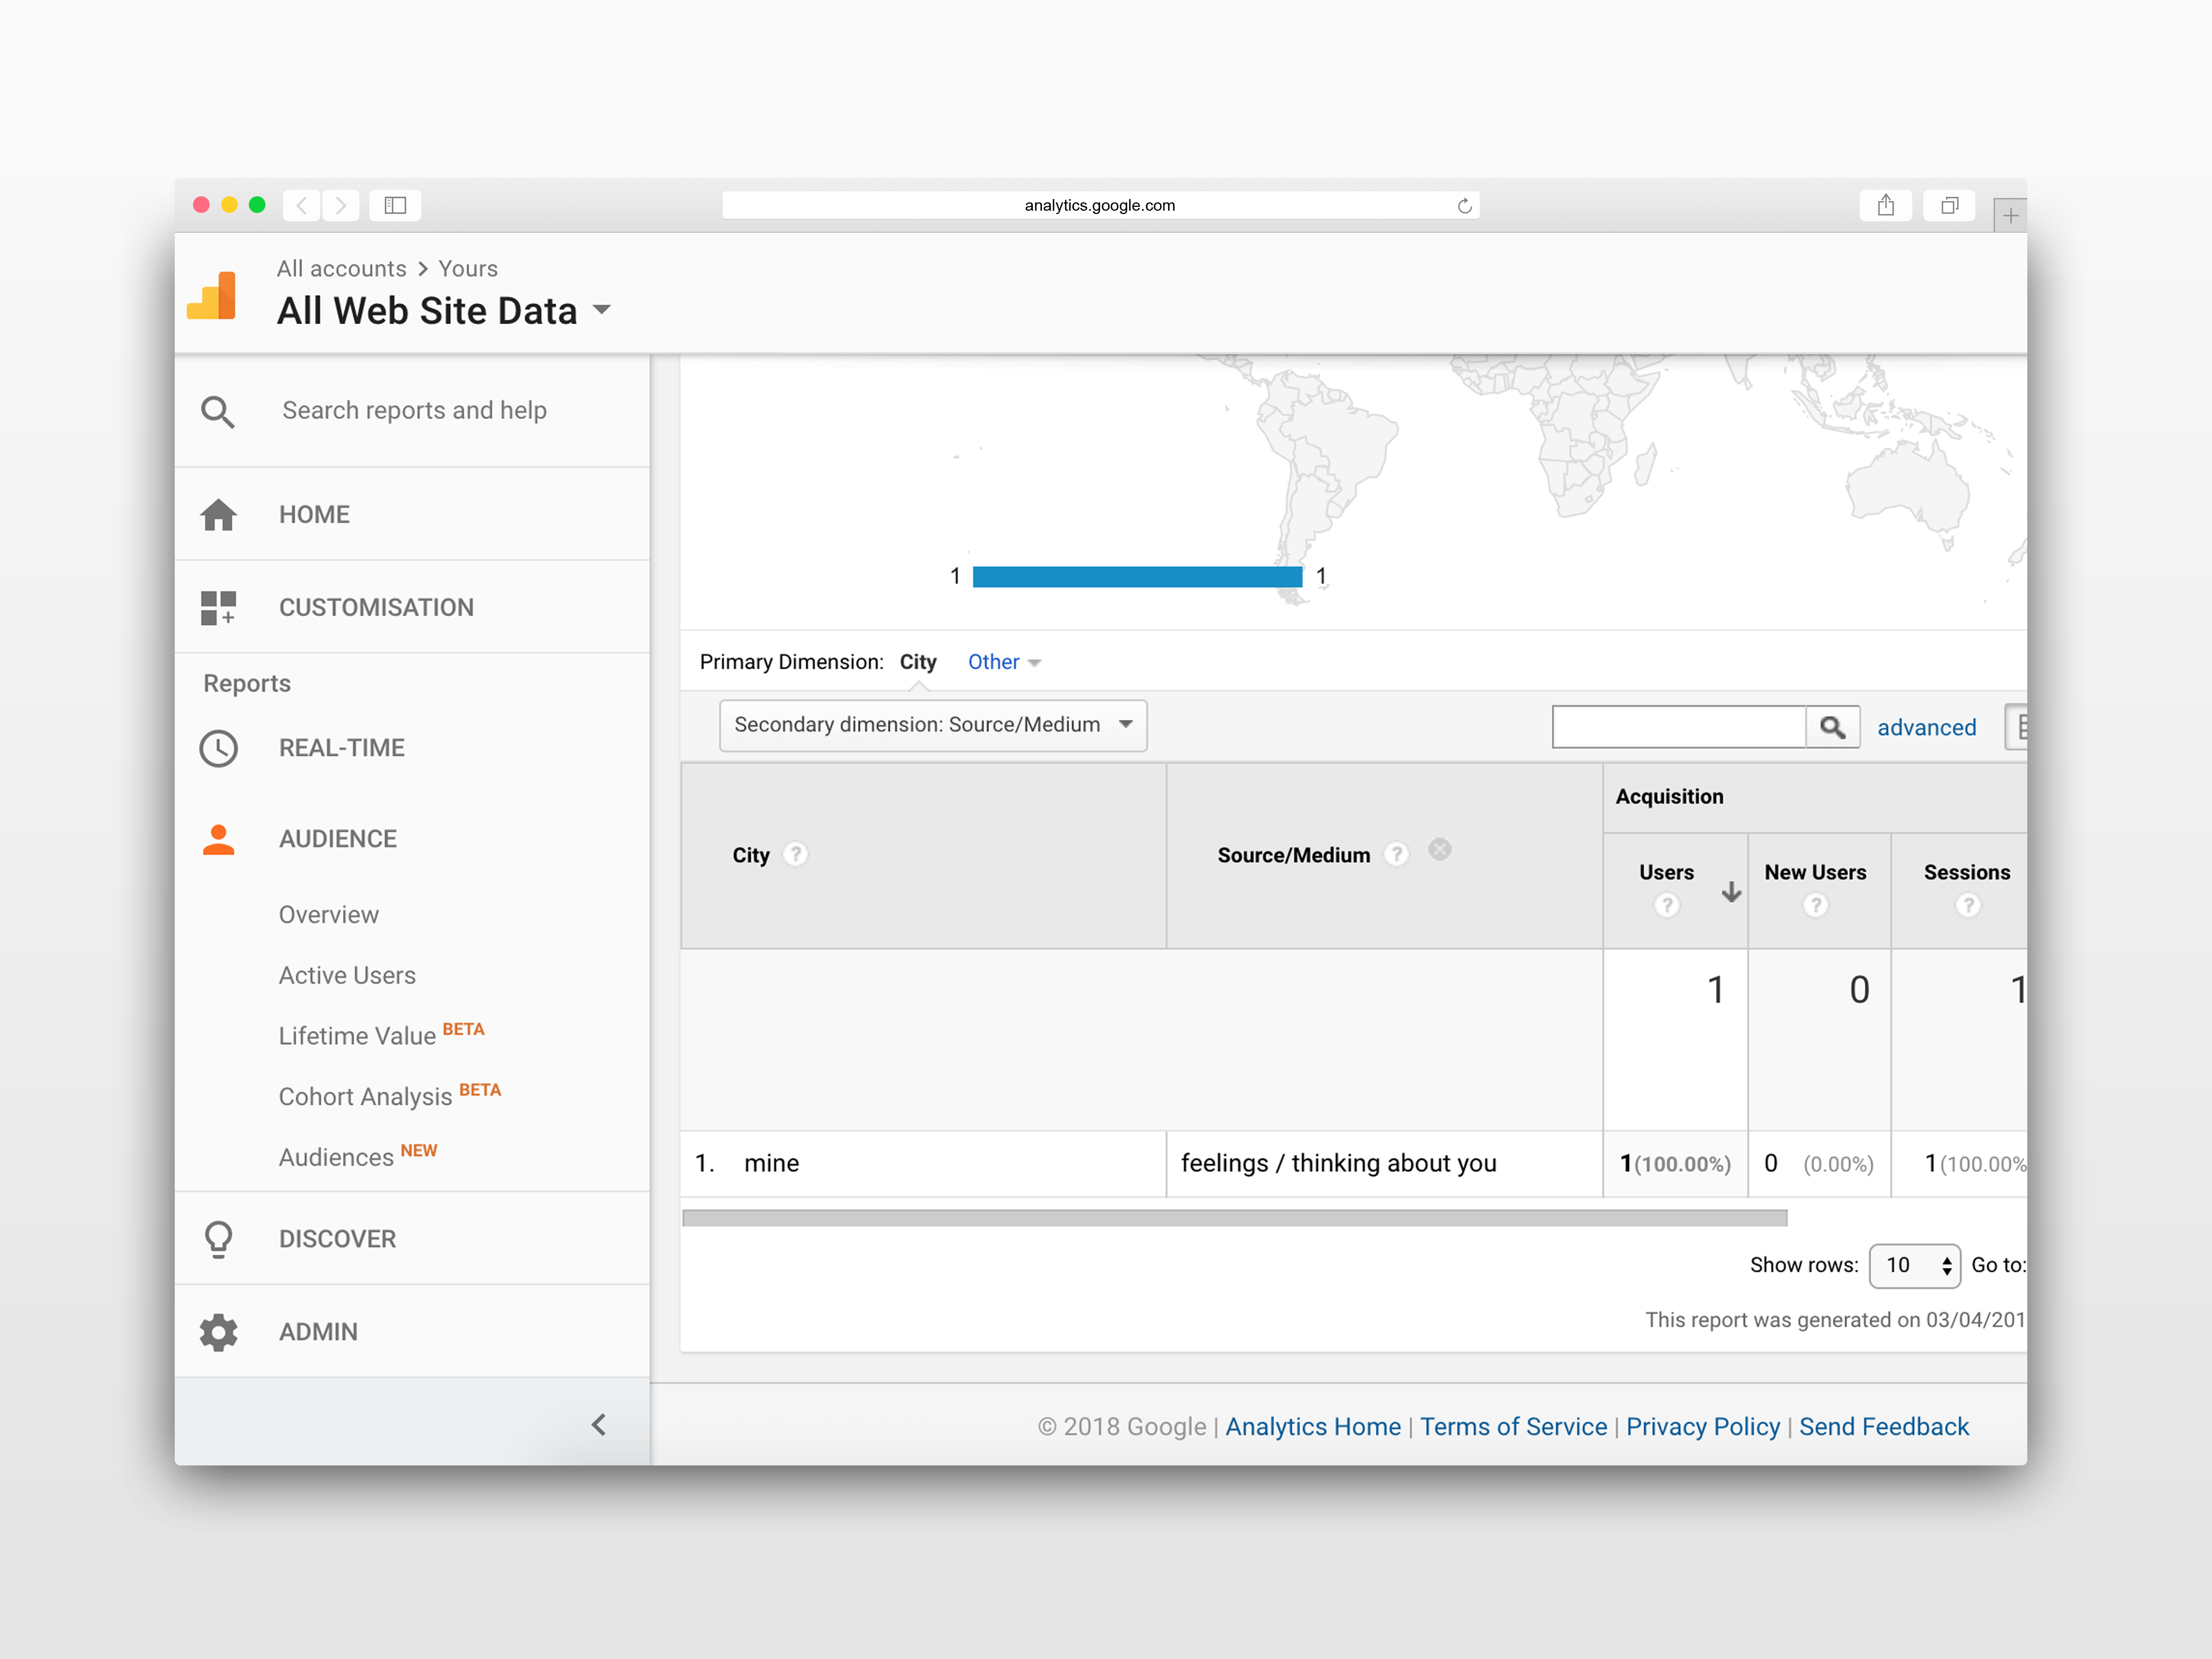 analytics.google.com
All accounts > Yours
All Web Site Data
Search reports and help
HOME
CUSTOMISATION
Reports
REAL-TIME
AUDIENCE
Overview
Active Users
Lifetime Value BETA
Cohort Analysis BETA
Audiences NEW
DISCOVER
ADMIN
1 1
Primary Dimension: City Other
Secondary dimension: Source/Medium
advanced
City ? Source/Medium ?
Acquisition
Users ? New Users ? Sessions ?
1 0 1
1. mine feelings / thinking about you 1(100.00%) 0 (0.00%) 1(100.00%
Show rows: 10 Go to:
This report was generated on 03/04/201
© 2018 Google | Analytics Home | Terms of Service | Privacy Policy | Send Feedback